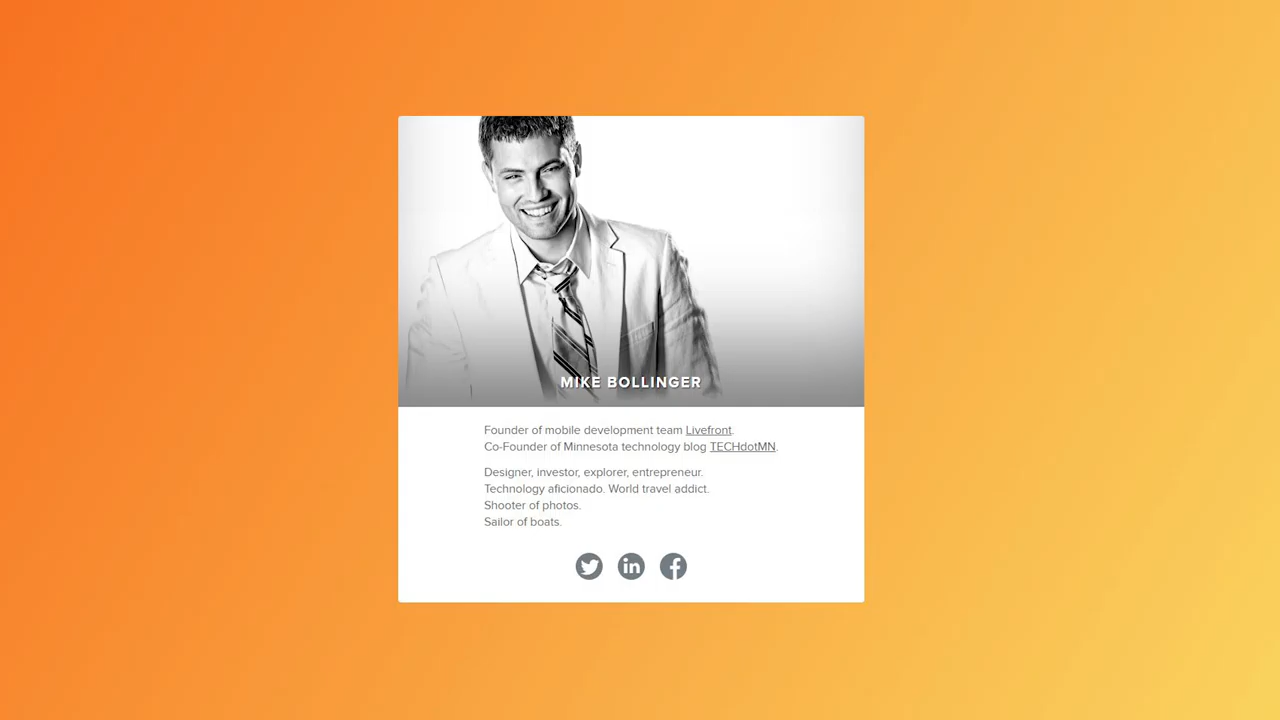 MIKE BOLLINGER
Founder of mobile development team Livefront.
Co-Founder of Minnesota technology blog TECHdotMN.
Designer, investor, explorer, entrepreneur.
Technology aficionado. World travel addict.
Shooter of photos.
Sailor of boats.